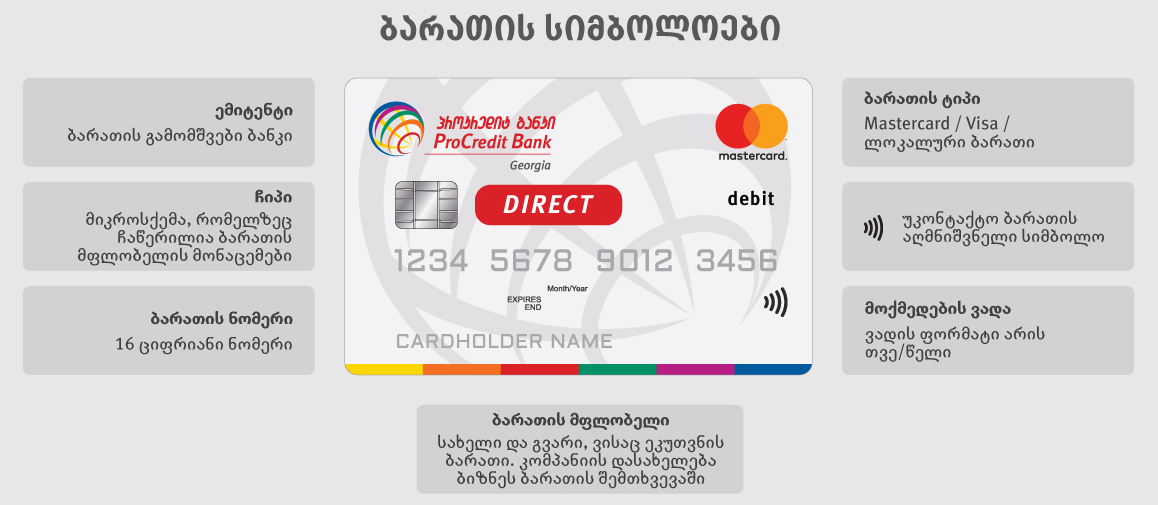 ბარათის სიმბოლოები
ემიტენტი
ბარათის გამომშვები ბანკი
ჩიპი
მიკროსქემა, რომელზეც
ჩაწერილია ბარათის
მფლობელის მონაცემები
ბარათის ნომერი
16 ციფრიანი ნომერი
პროკრედიტ ბანკი
ProCredit Bank
Georgia
mastercard.
DIRECT
debit
1234 5678 9012 3456
Month/Year
EXPIRES
END
CARDHOLDER NAME
ბარათის ტიპი
Mastercard / Visa /
ლოკალური ბარათი
უკონტაქტო ბარათის
აღმნიშვნელი სიმბოლო
მოქმედების ვადა
ვადის ფორმატი არის
თვე/წელი
ბარათის მფლობელი
სახელი და გვარი, ვისაც ეკუთვნის
ბარათი. კომპანიის დასახელება
ბიზნეს ბარათის შემთხვევაში